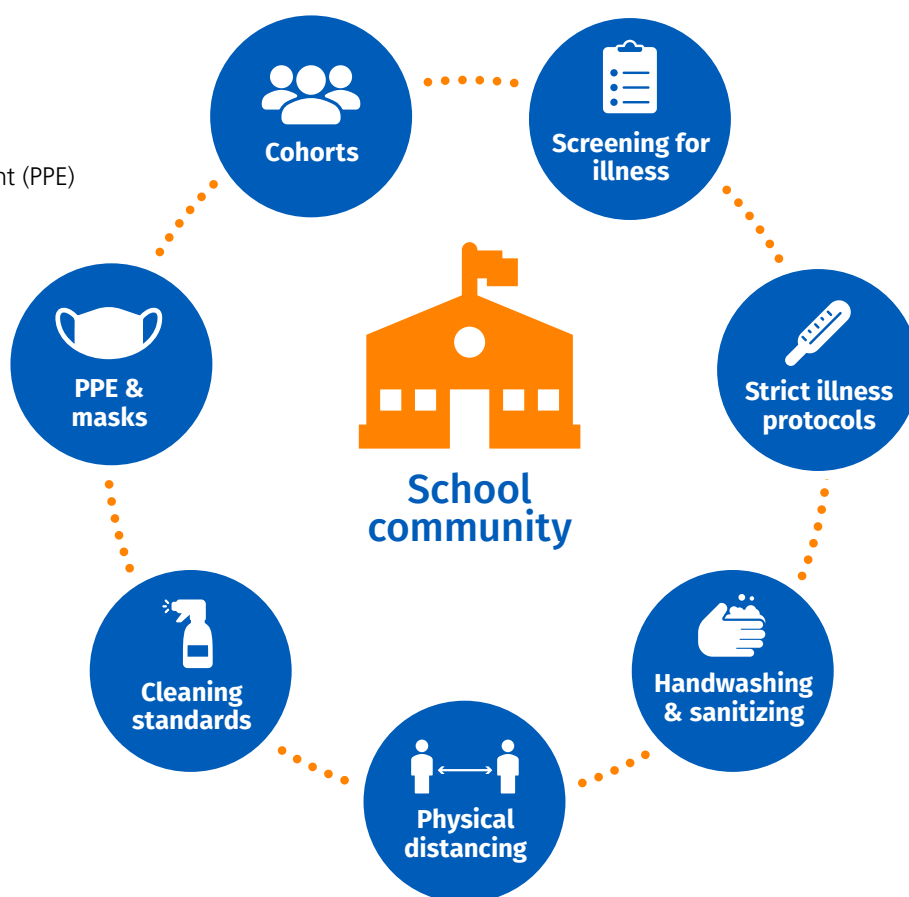 Cohorts
Screening for
illness
nt (PPE)
PPE &
masks
Strict illness
protocols
School
community
Cleaning
standards
Handwashing
& sanitizing
Physical
distancing